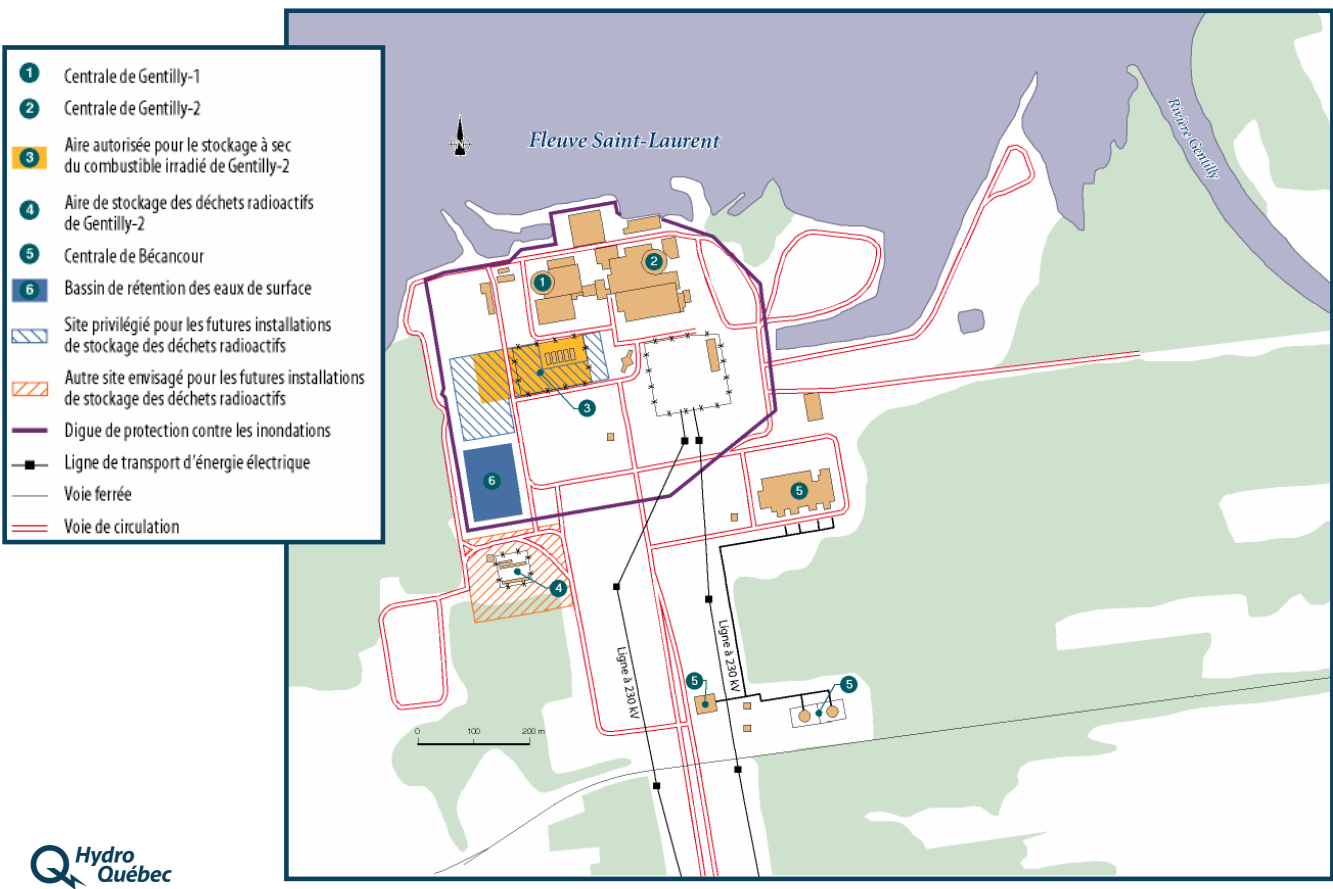 1 Centrale de Gentilly-1
2 Centrale de Gentilly-2
3 Aire autorisée pour le stockage à sec
du combustible irradié de Gentilly-2
4 Aire de stockage des déchets radioactifs
de Gentilly-2
5 Centrale de Bécancour
6 Bassin de rétention des eaux de surface
Site privilégié pour les futures installations
de stockage des déchets radioactifs
Autre site envisagé pour les futures installations
de stockage des déchets radioactifs
Digue de protection contre les inondations
Ligne de transport d'énergie électrique
Voie ferrée
Voie de circulation
N
Fleuve Saint-Laurent
Rivière Gentilly
1
2
3
6
5
4
Ligne à 230 kV
Ligne à 230 kV
5
5
0 100 200 m
Hydro
Québec